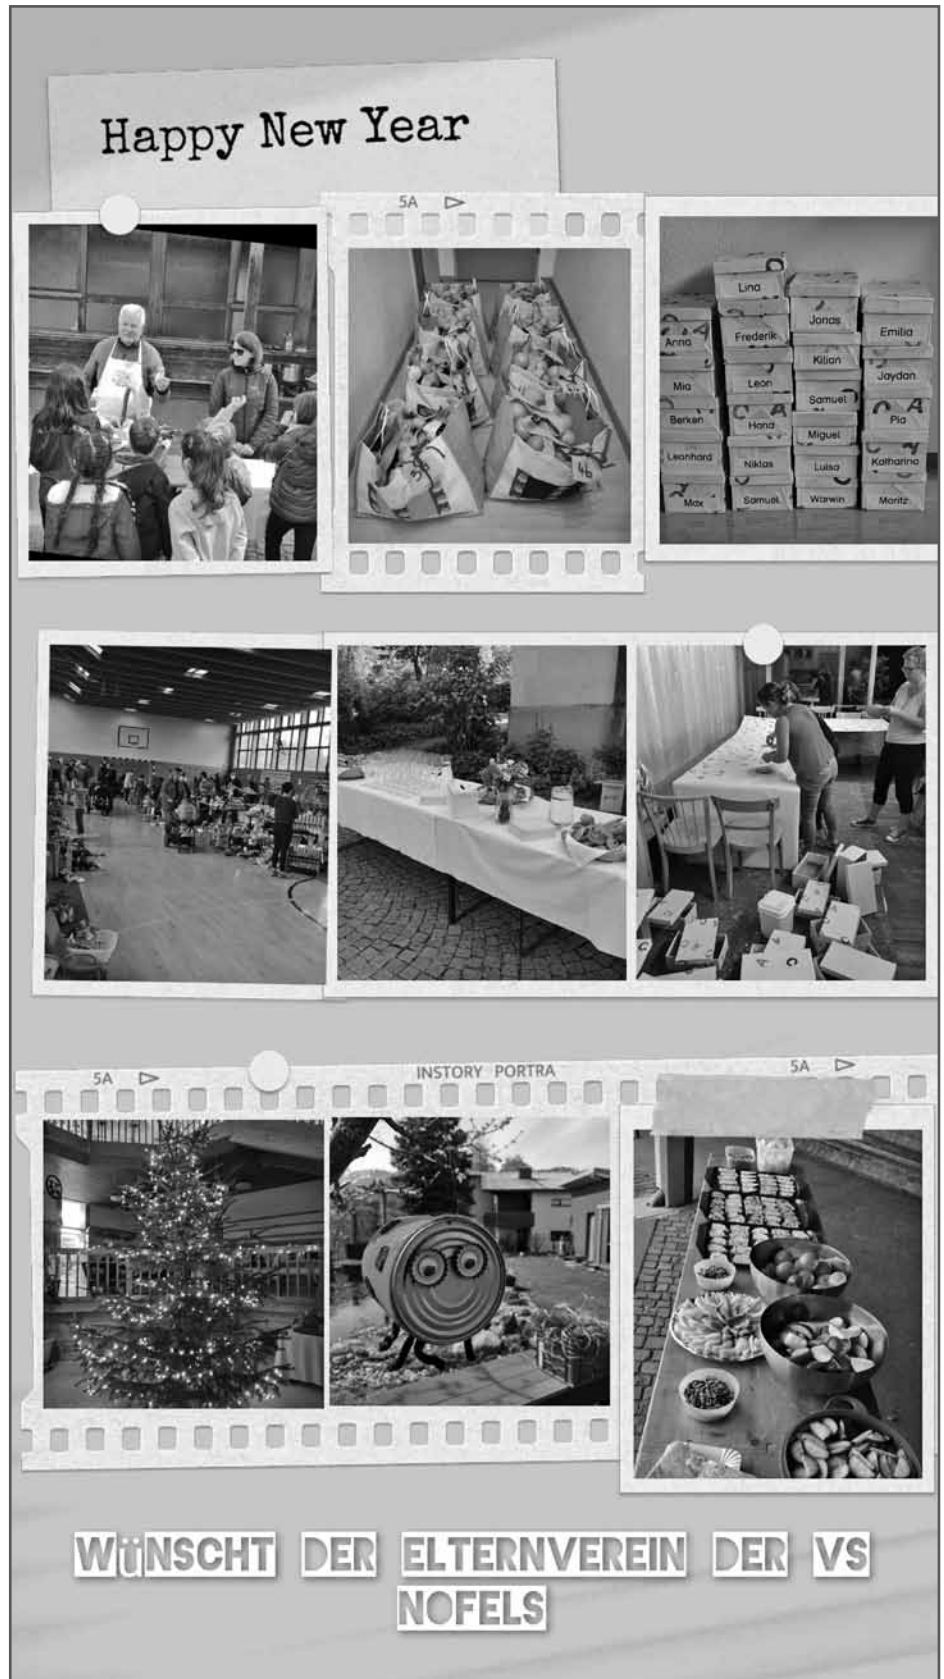 Happy New Year
5A
Lina
Anna
Frederik
Jonas
Emilia
Mia
Leon
Kilian
Jaydan
Berken
Hana
Samuel
Pia
Leonhard
Niklas
Miguel
Katharina
Max
Samuel
Luisa
Moritz
Warwin
4b
5A
INSTORY PORTRA
5A
WÜNSCHT DER ELTERNVEREIN DER VS
NOFELS